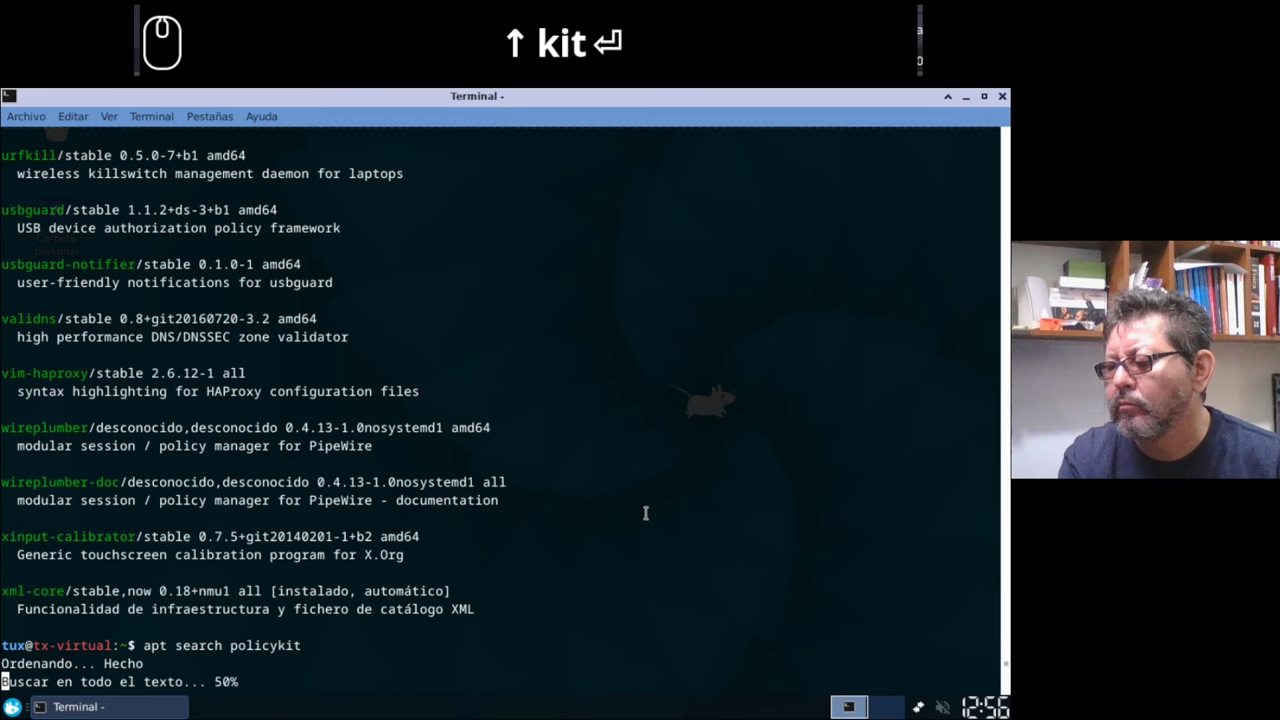 ↑ kit ⏎
a
0
Terminal -
Archivo Editar Ver Terminal Pestañas Ayuda
urfkill/stable 0.5.0-7+b1 amd64
wireless killswitch management daemon for laptops
usbguard/stable 1.1.2+ds-3+b1 amd64
USB device authorization policy framework
Carpeta
personal
usbguard-notifier/stable 0.1.0-1 amd64
user-friendly notifications for usbguard
validns/stable 0.8+git20160720-3.2 amd64
high performance DNS/DNSSEC zone validator
vim-haproxy/stable 2.6.12-1 all
syntax highlighting for HAProxy configuration files
wireplumber/desconocido,desconocido 0.4.13-1.0nosystemd1 amd64
modular session / policy manager for PipeWire
wireplumber-doc/desconocido,desconocido 0.4.13-1.0nosystemd1 all
modular session / policy manager for PipeWire - documentation
xinput-calibrator/stable 0.7.5+git20140201-1+b2 amd64
Generic touchscreen calibration program for X.Org
xml-core/stable,now 0.18+nmu1 all [instalado, automático]
Funcionalidad de infraestructura y fichero de catálogo XML
tux@tx-virtual:~$ apt search policykit
Ordenando... Hecho
Buscar en todo el texto... 50%
Terminal -
12:56